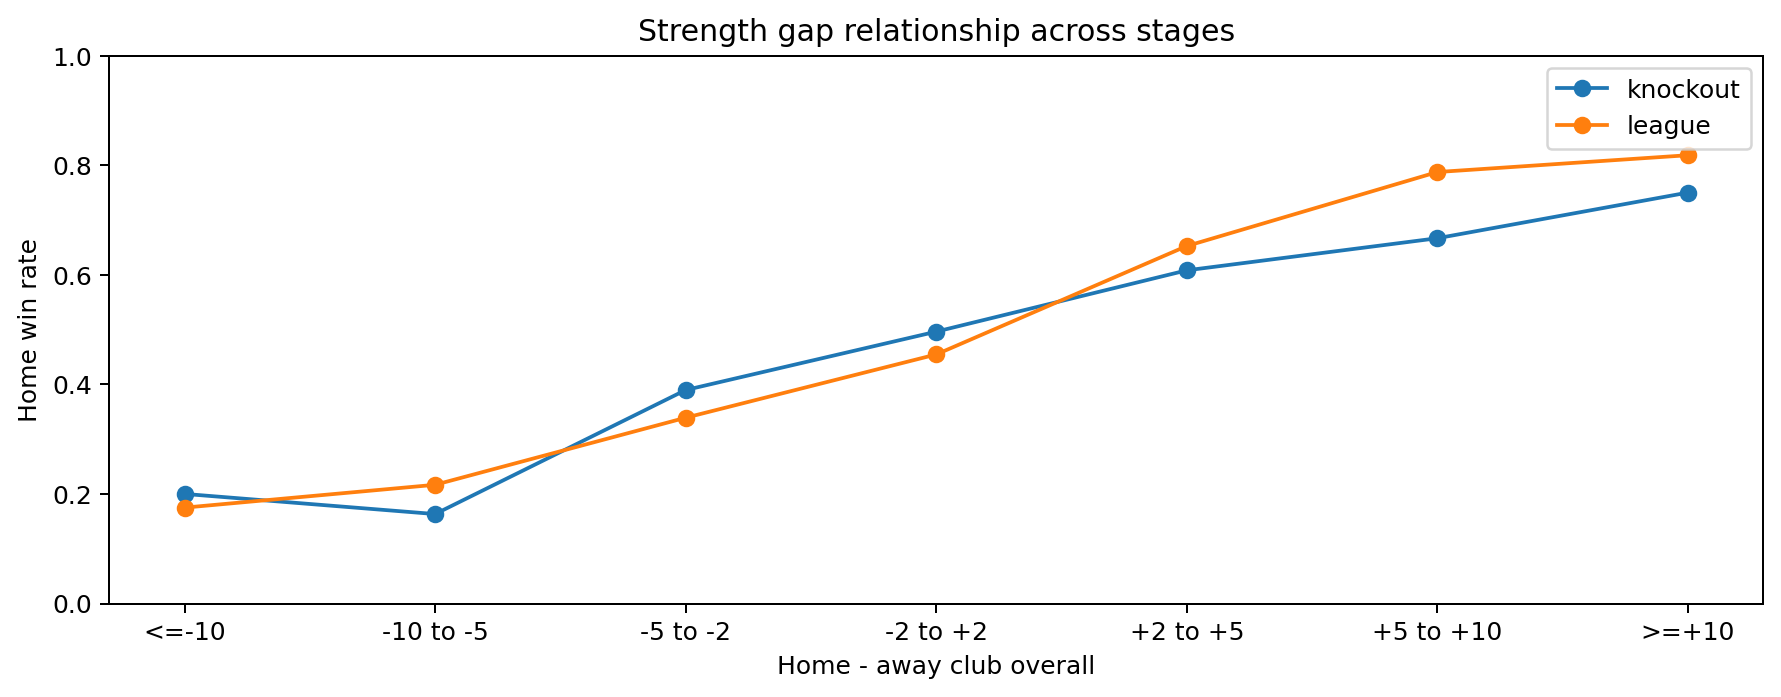 Strength gap relationship across stages
1.0
0.8
0.6
0.4
0.2
0.0
Home win rate
knockout
league
<=-10
-10 to -5
-5 to -2
-2 to +2
+2 to +5
+5 to +10
>=+10
Home - away club overall